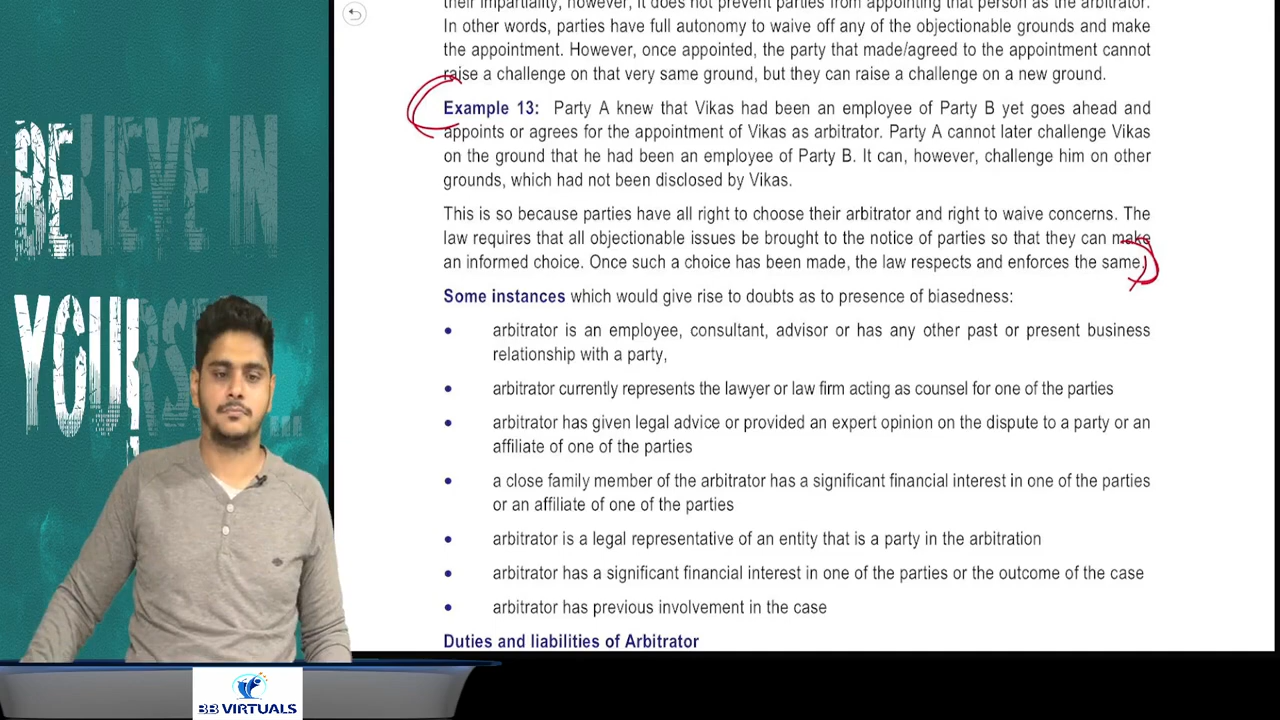 their impartiality, however, it does not prevent parties from appointing that person as the arbitrator.
In other words, parties have full autonomy to waive off any of the objectionable grounds and make
the appointment. However, once appointed, the party that made/agreed to the appointment cannot
raise a challenge on that very same ground, but they can raise a challenge on a new ground.
Example 13: Party A knew that Vikas had been an employee of Party B yet goes ahead and
appoints or agrees for the appointment of Vikas as arbitrator. Party A cannot later challenge Vikas
on the ground that he had been an employee of Party B. It can, however, challenge him on other
grounds, which had not been disclosed by Vikas.
This is so because parties have all right to choose their arbitrator and right to waive concerns. The
law requires that all objectionable issues be brought to the notice of parties so that they can make
an informed choice. Once such a choice has been made, the law respects and enforces the same.
Some instances which would give rise to doubts as to presence of biasedness:
• arbitrator is an employee, consultant, advisor or has any other past or present business
relationship with a party,
• arbitrator currently represents the lawyer or law firm acting as counsel for one of the parties
• arbitrator has given legal advice or provided an expert opinion on the dispute to a party or an
affiliate of one of the parties
• a close family member of the arbitrator has a significant financial interest in one of the parties
or an affiliate of one of the parties
• arbitrator is a legal representative of an entity that is a party in the arbitration
• arbitrator has a significant financial interest in one of the parties or the outcome of the case
• arbitrator has previous involvement in the case
Duties and liabilities of Arbitrator
BELIEVE IN
BB VIRTUALS